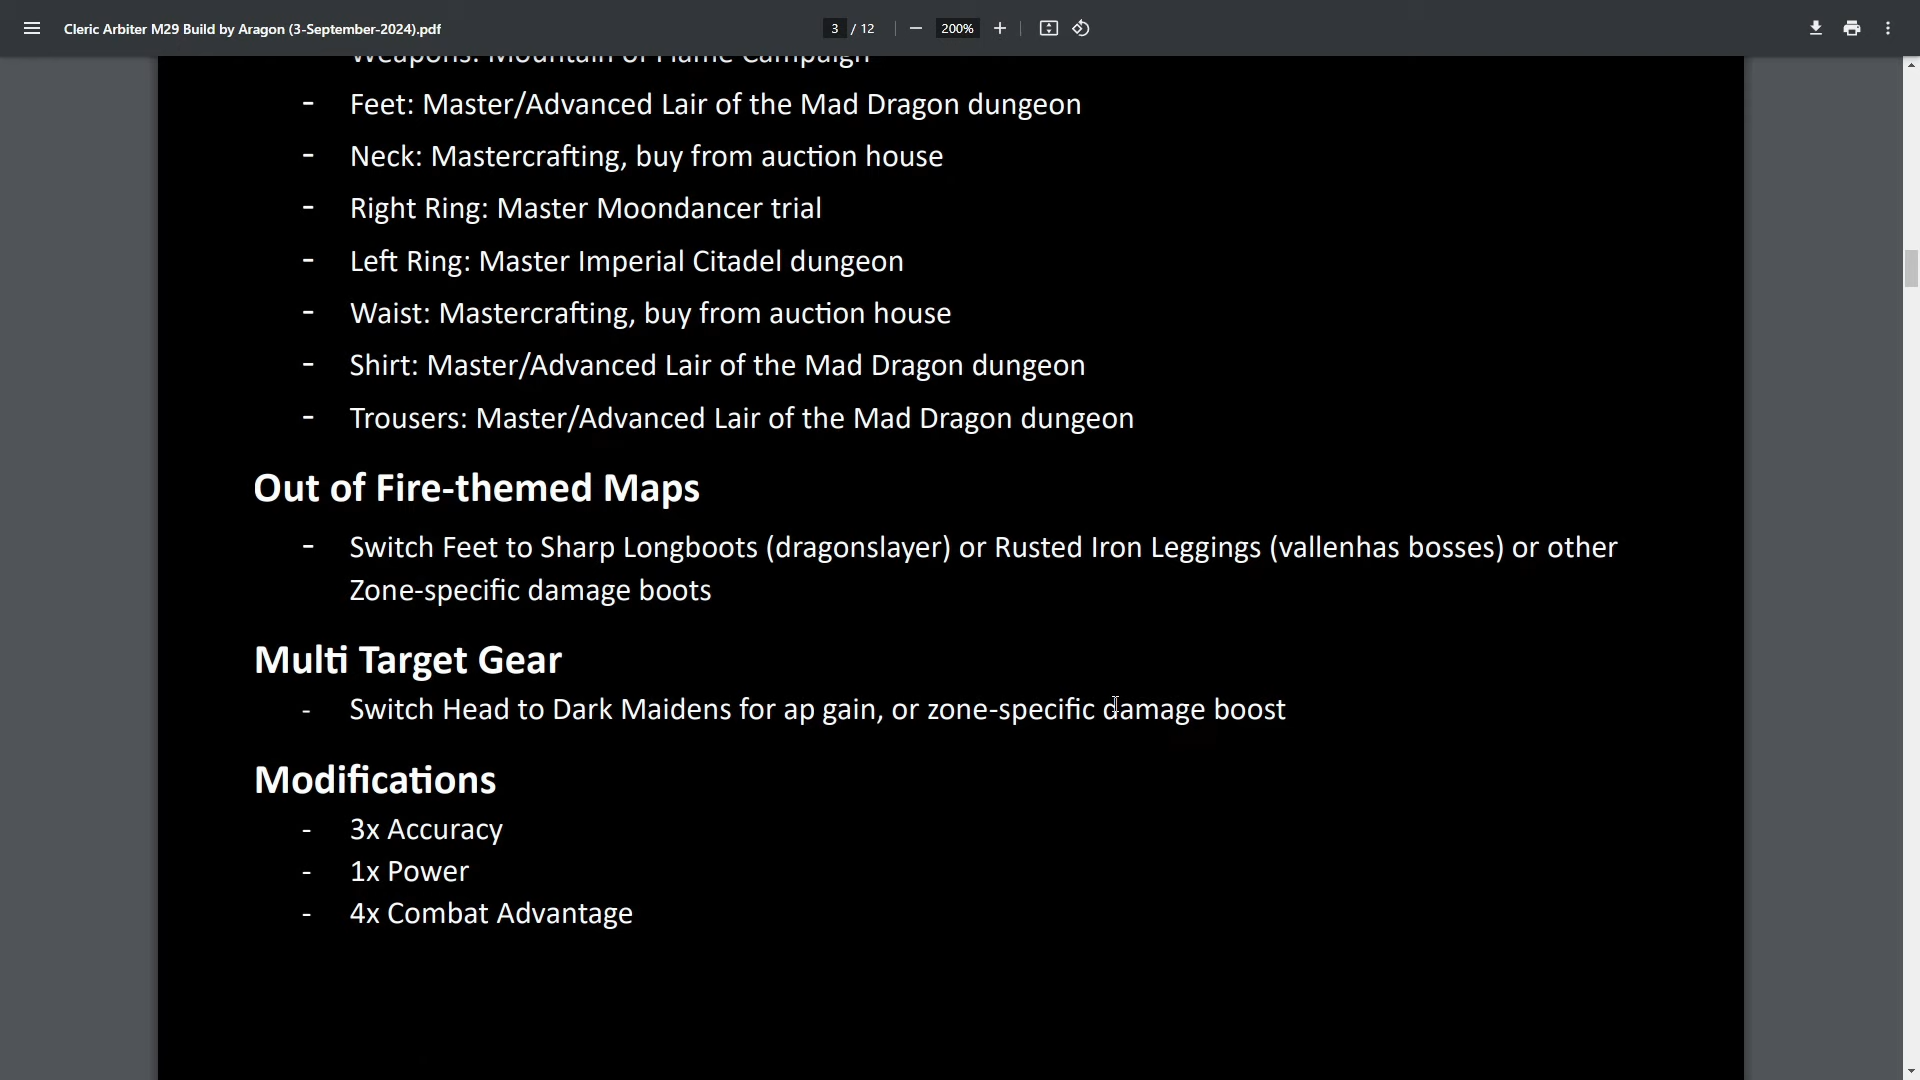 Cleric Arbiter M29 Build by Aragon (3-September-2024).pdf
3 / 12
200%
Weapons: Mountain of Flame Campaign
- Feet: Master/Advanced Lair of the Mad Dragon dungeon
- Neck: Mastercrafting, buy from auction house
- Right Ring: Master Moondancer trial
- Left Ring: Master Imperial Citadel dungeon
- Waist: Mastercrafting, buy from auction house
- Shirt: Master/Advanced Lair of the Mad Dragon dungeon
- Trousers: Master/Advanced Lair of the Mad Dragon dungeon
Out of Fire-themed Maps
- Switch Feet to Sharp Longboots (dragonslayer) or Rusted Iron Leggings (vallenhas bosses) or other
Zone-specific damage boots
Multi Target Gear
- Switch Head to Dark Maidens for ap gain, or zone-specific damage boost
Modifications
- 3x Accuracy
- 1x Power
- 4x Combat Advantage